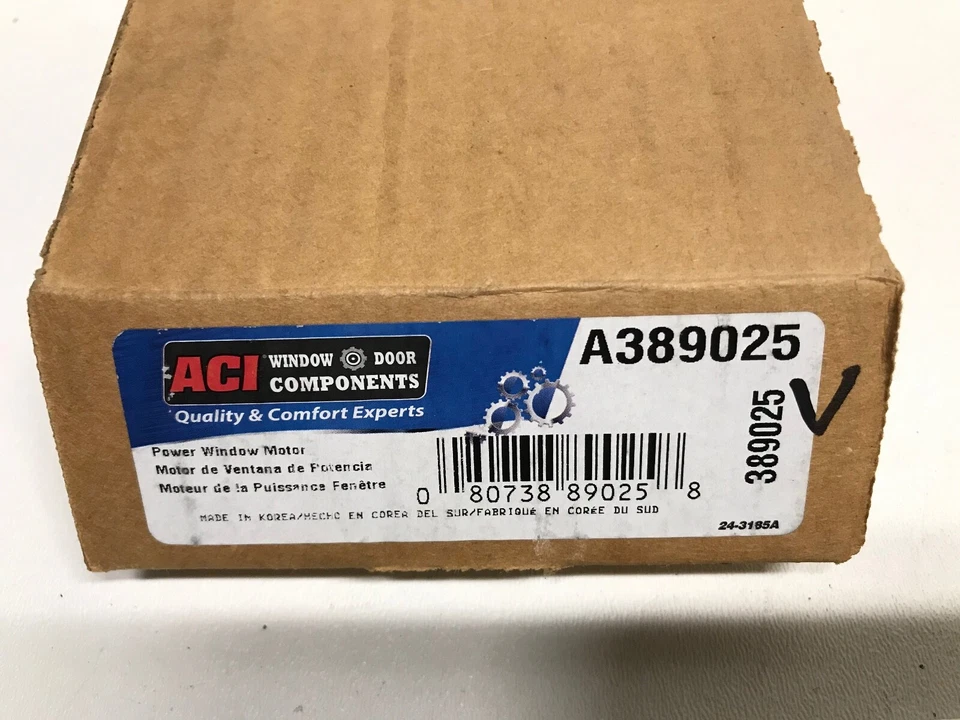 ACI WINDOW DOOR
COMPONENTS
Quality & Comfort Experts
A389025
389025
V
Power Window Motor
Motor de Ventana de Potencia
Moteur de la Puissance Fenêtre
0 80738 89025 8
MADE IN KOREA/HECHO EN COREA DEL SUR/FABRIQUÉ EN CORÉE DU SUD
24-3185A